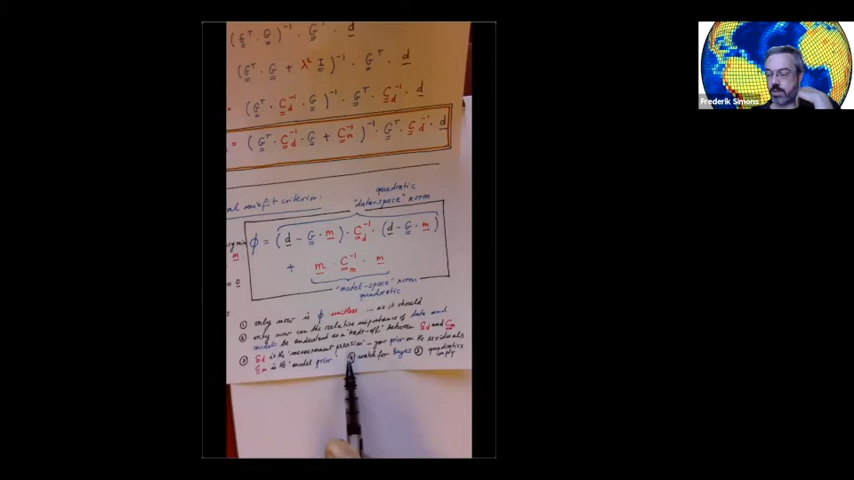 (G^T · G)^-1 · G^T · d
(G^T · G + λ² I)^-1 · G^T · d
= (G^T · C_d^-1 · G)^-1 · G^T · C_d^-1 · d
= (G^T · C_d^-1 · G + C_m^-1)^-1 · G^T · C_d^-1 · d
misfit criterion:
quadratic
"data-space" norm
ϕ = (d - G · m) · C_d^-1 · (d - G · m)
m
+ m · C_m^-1 · m
= 0
"model-space" norm
quadratic
① only now is ϕ unitless ... as it should
② only now can the relative importance of data and
models be understood as a "trade-off" between C_d and C_m
③ C_d is the "measurement precision" - your prior on the residuals
C_m is the "model prior" ④ watch for Bayes ⑤ quadratics
imply
Frederik Simons